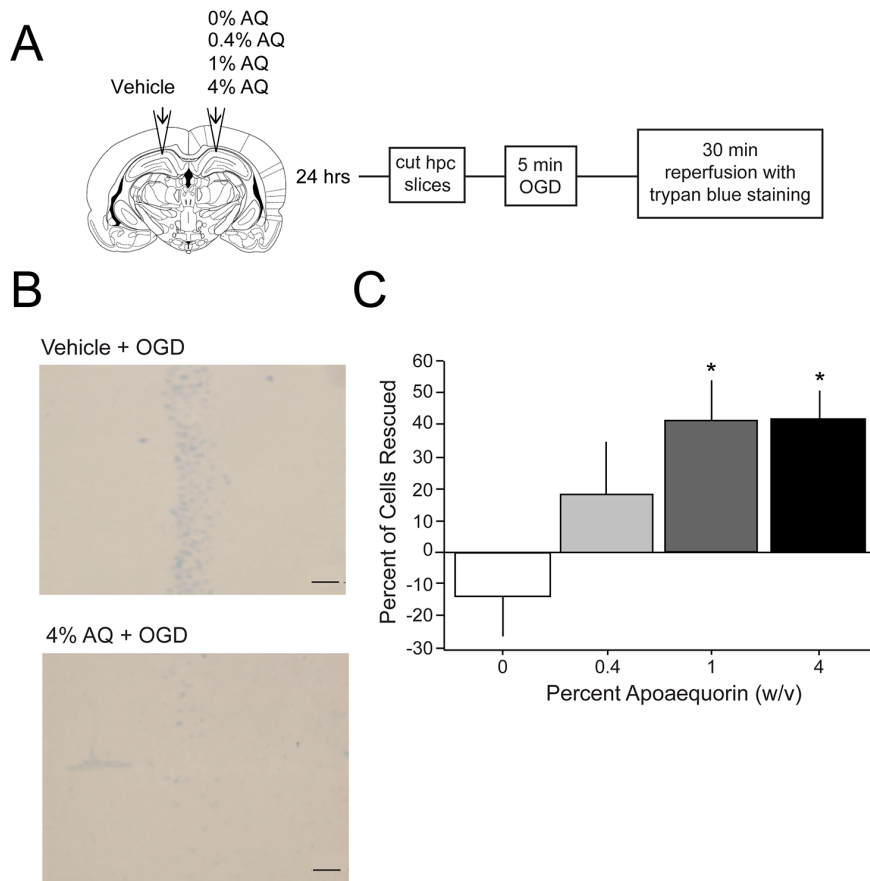 A
0% AQ
0.4% AQ
1% AQ
4% AQ
Vehicle
24 hrs
cut hpc
slices
5 min
OGD
30 min
reperfusion with
trypan blue staining
B
Vehicle + OGD
4% AQ + OGD
C
Percent of Cells Rescued
60
50
40
30
20
10
0
-10
-20
-30
*
*
0
0.4
1
4
Percent Apoaequorin (w/v)